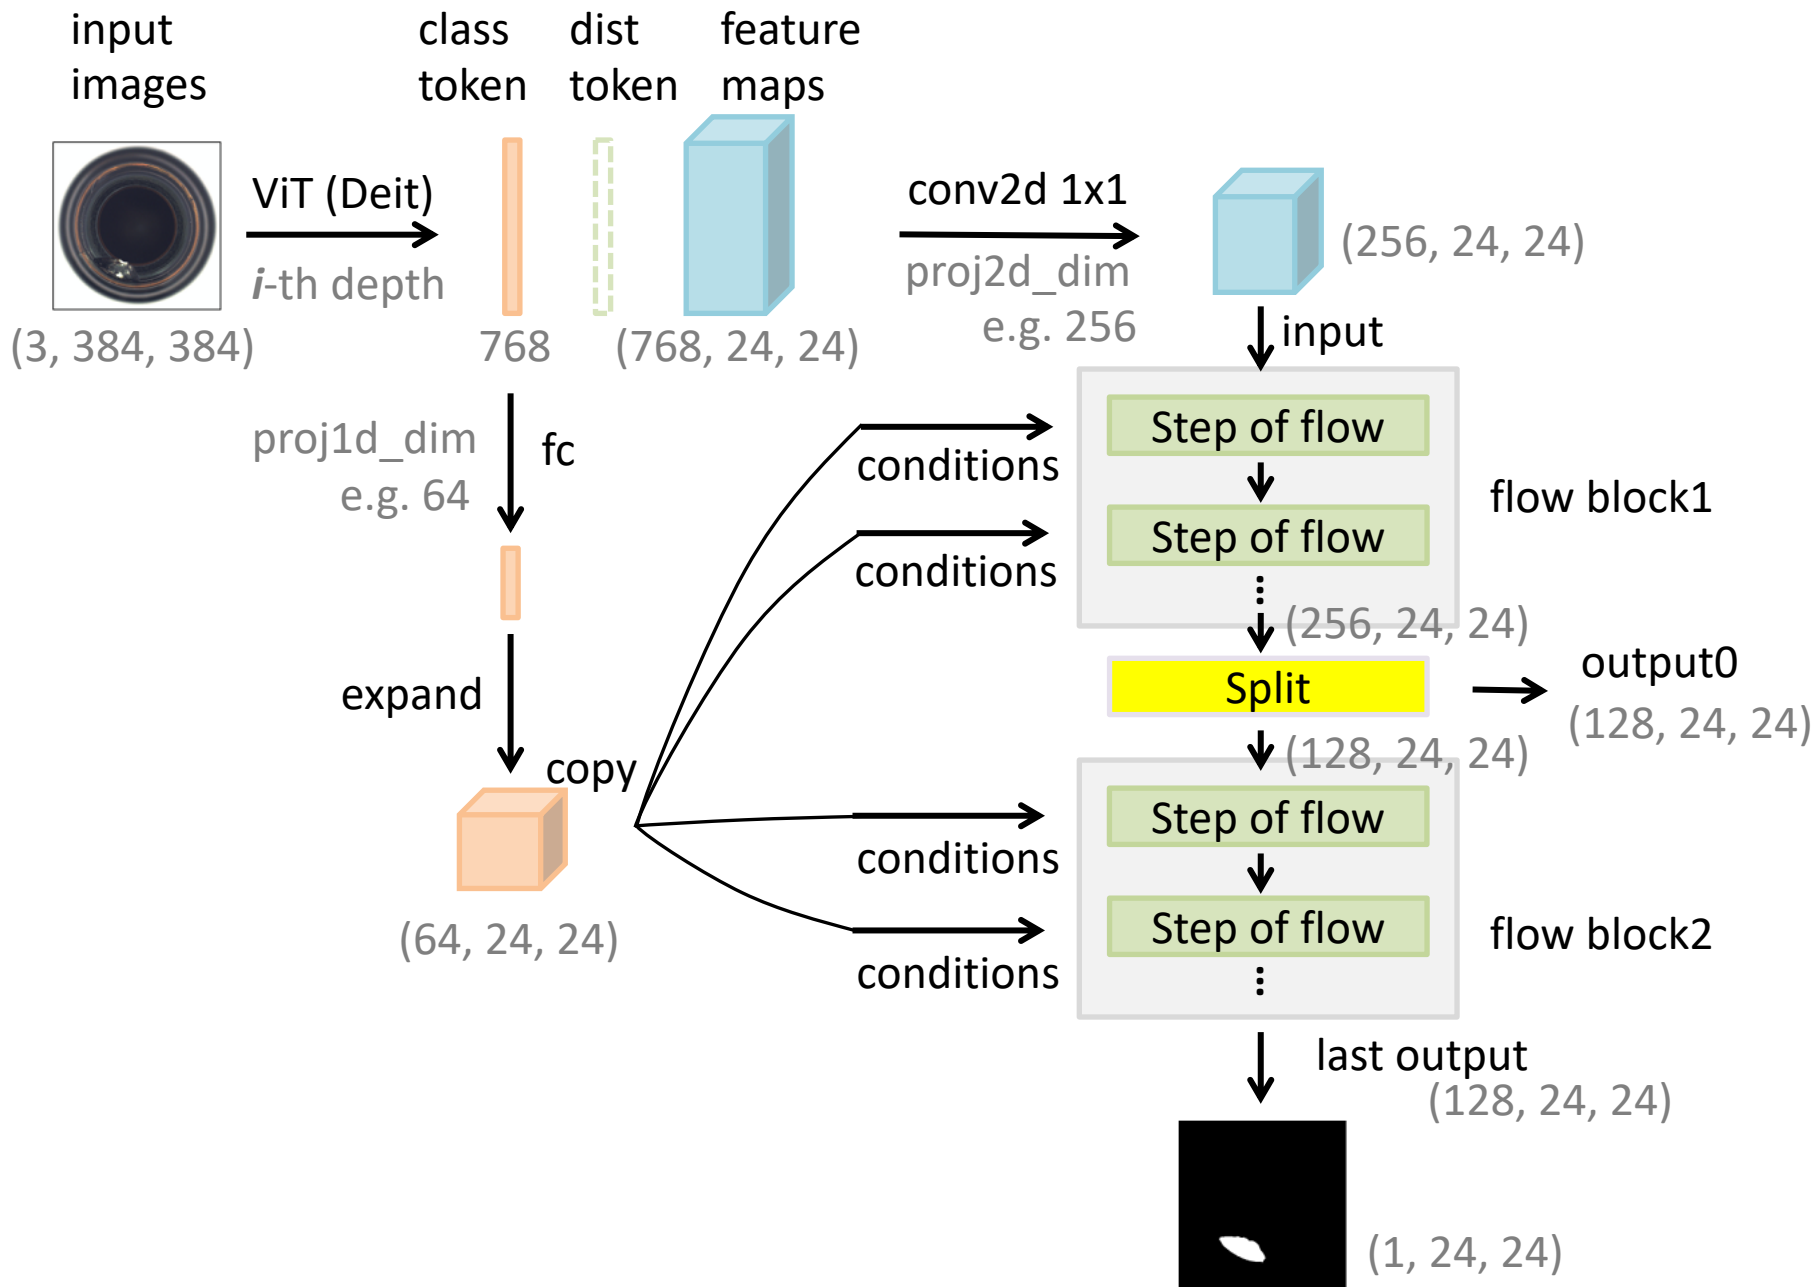 input
images
class
token
dist
token
feature
maps
ViT (Deit)
i-th depth
(3, 384, 384)
768
(768, 24, 24)
conv2d 1x1
proj2d_dim
e.g. 256
(256, 24, 24)
input
proj1d_dim
e.g. 64
fc
expand
copy
(64, 24, 24)
conditions
conditions
conditions
conditions
Step of flow
Step of flow
flow block1
(256, 24, 24)
Split
output0
(128, 24, 24)
(128, 24, 24)
Step of flow
Step of flow
flow block2
last output
(128, 24, 24)
(1, 24, 24)